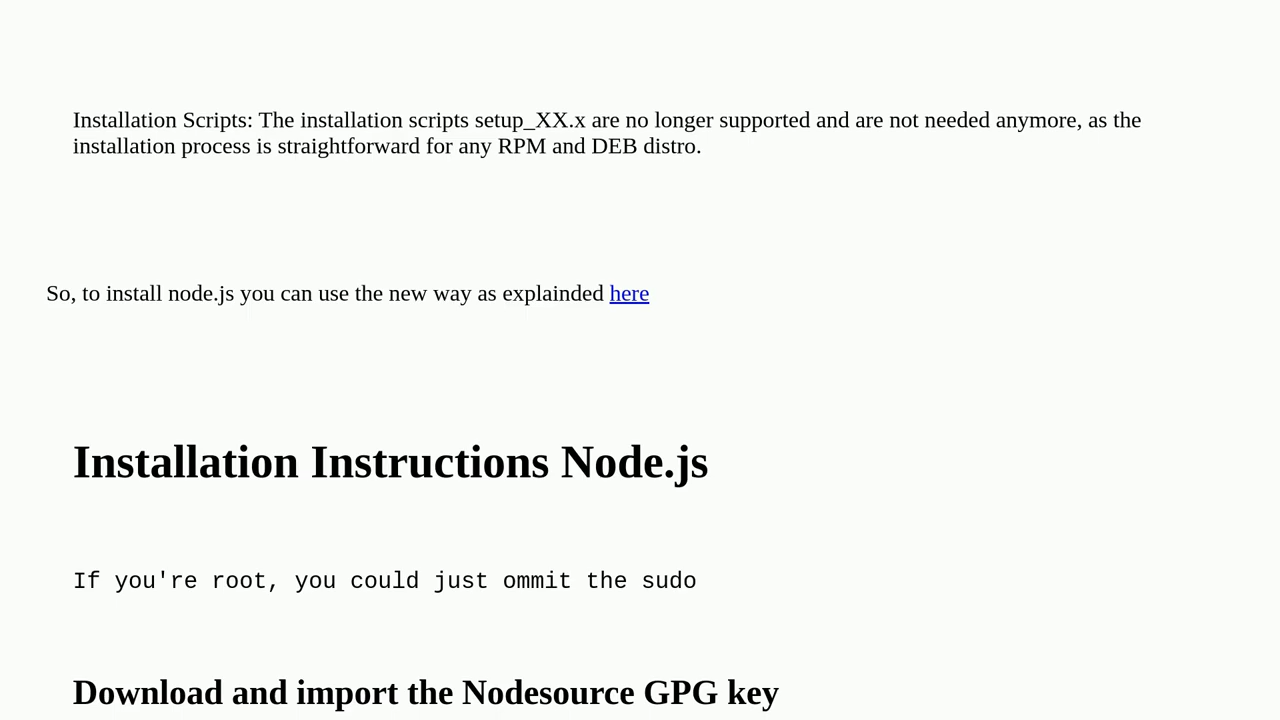 Installation Scripts: The installation scripts setup_XX.x are no longer supported and are not needed anymore, as the
installation process is straightforward for any RPM and DEB distro.
So, to install node.js you can use the new way as explainded here
Installation Instructions Node.js
If you're root, you could just ommit the sudo
Download and import the Nodesource GPG key